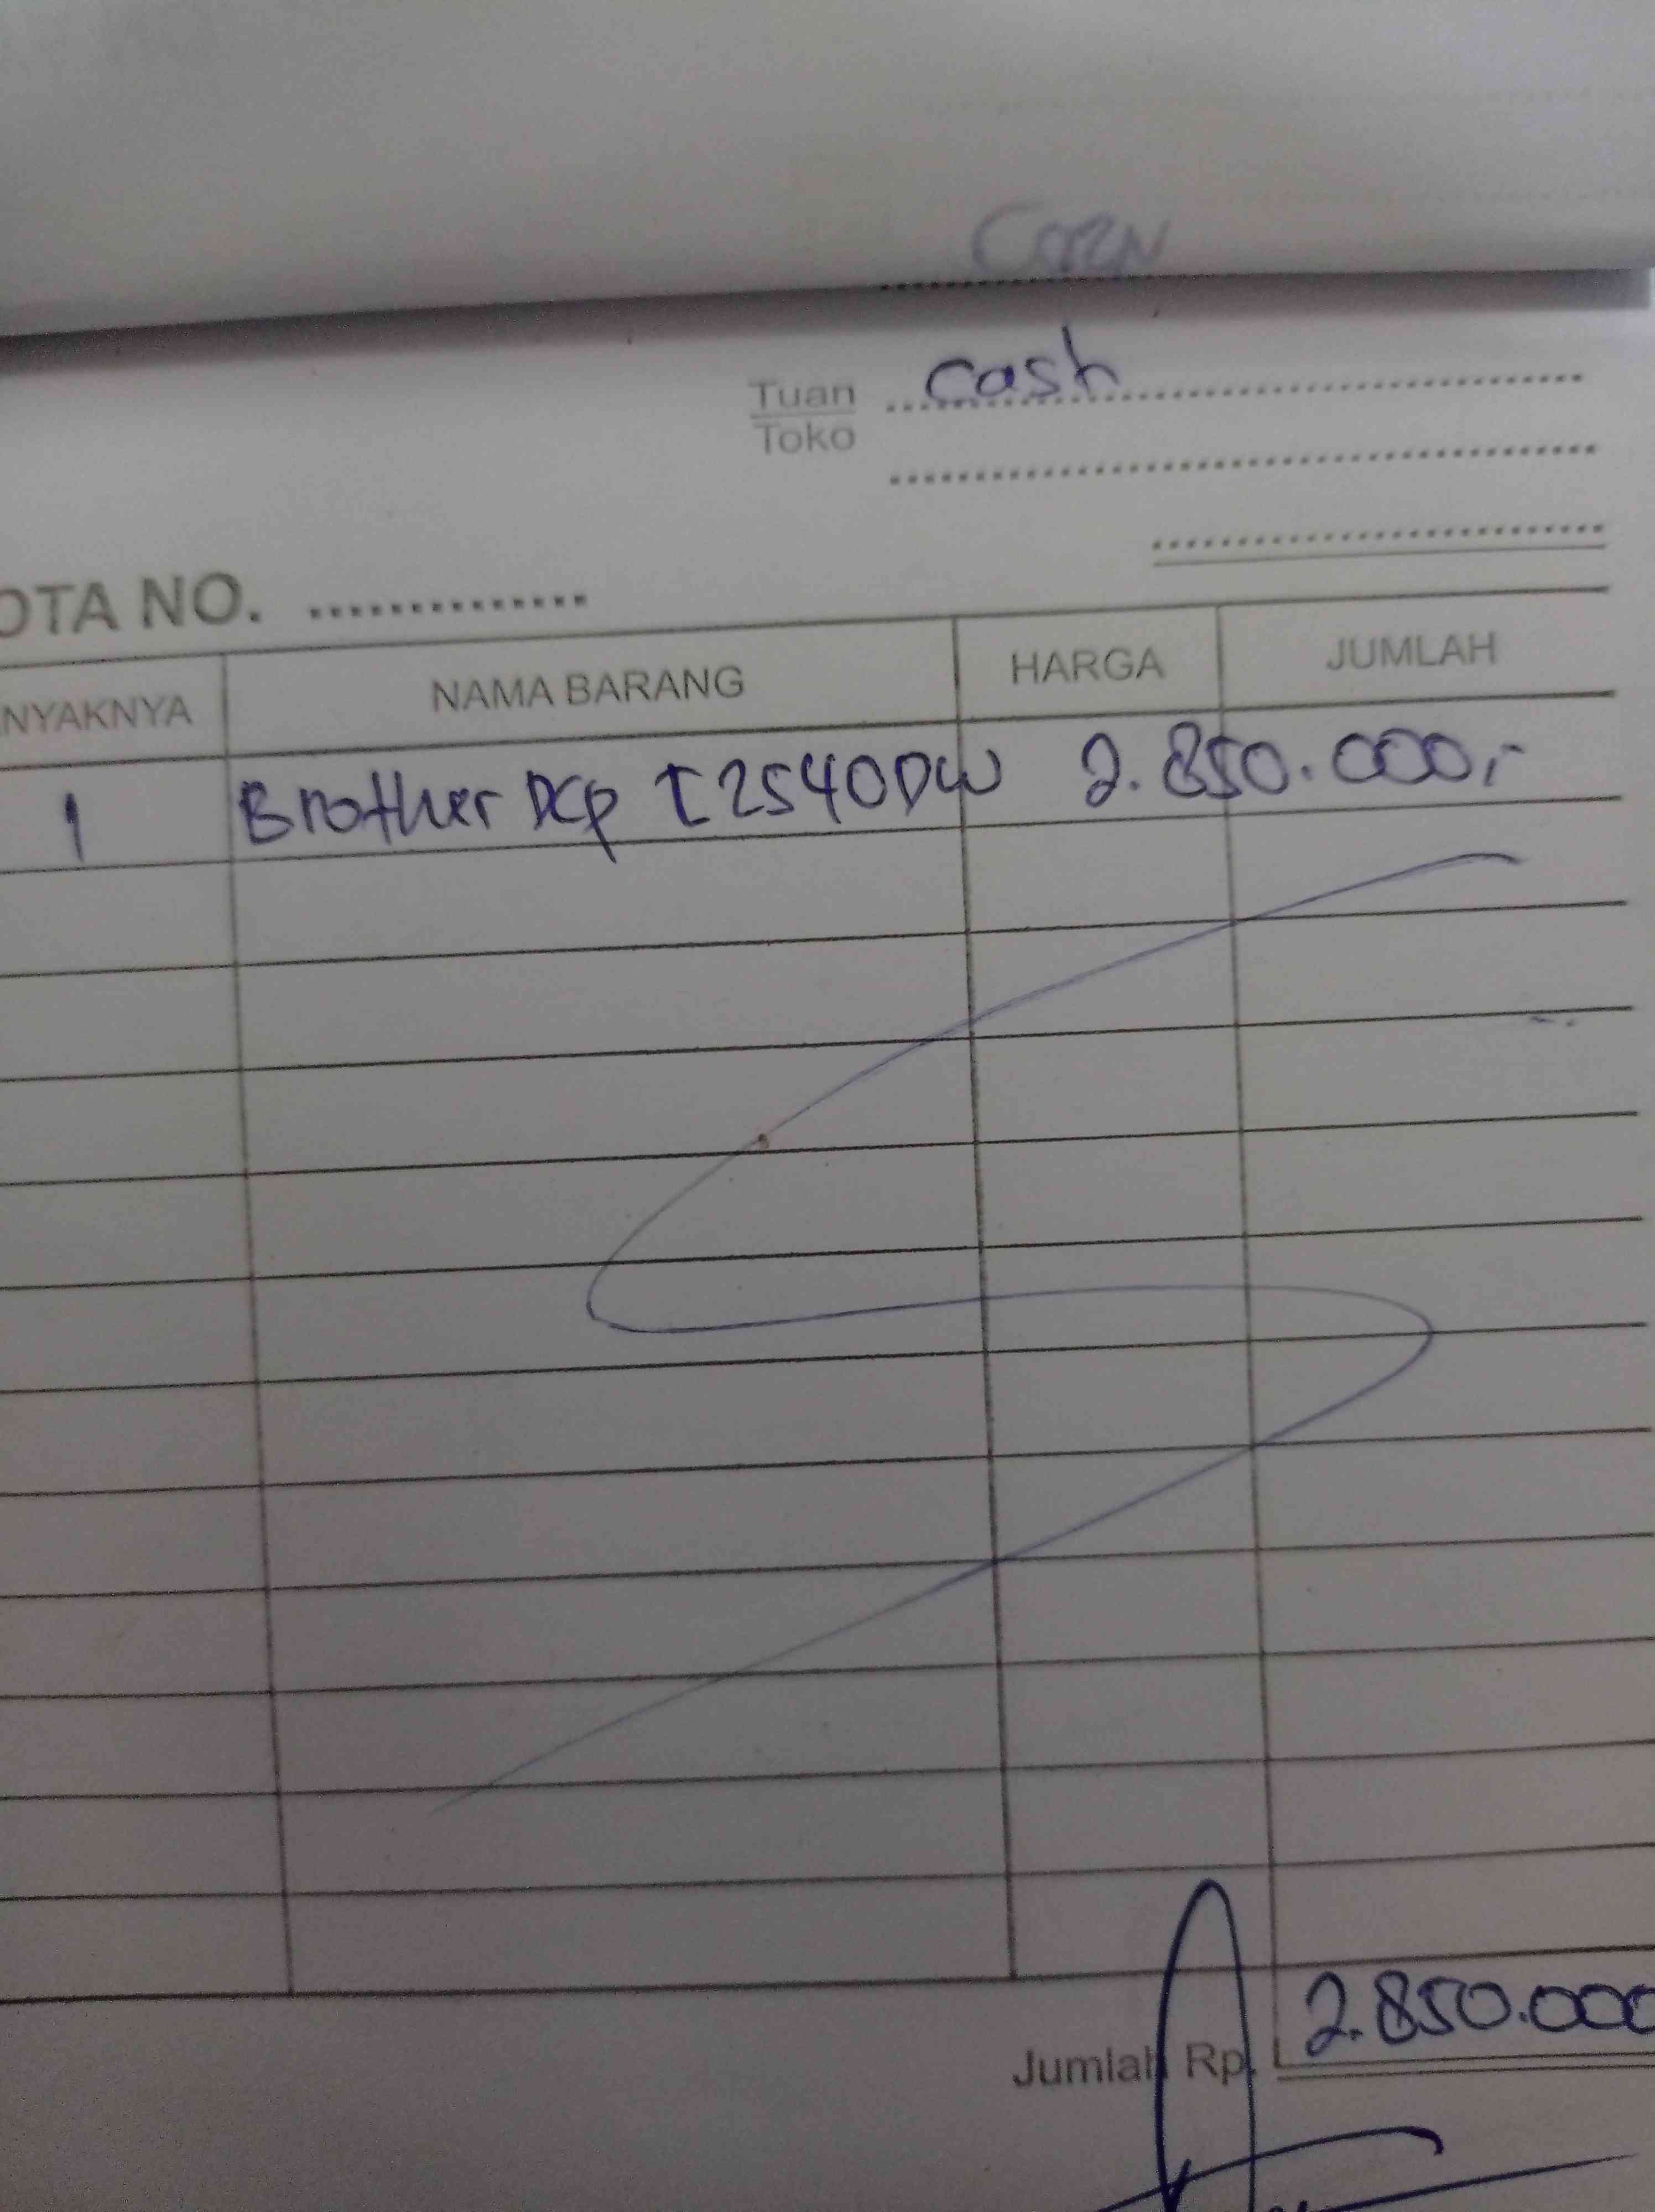 Tuan cash
Toko
OTA NO. ..............
NYAKNYA NAMA BARANG HARGA JUMLAH
1 Brother DCP L2540DW 2.850.000,-
Jumlah Rp. 2.850.000